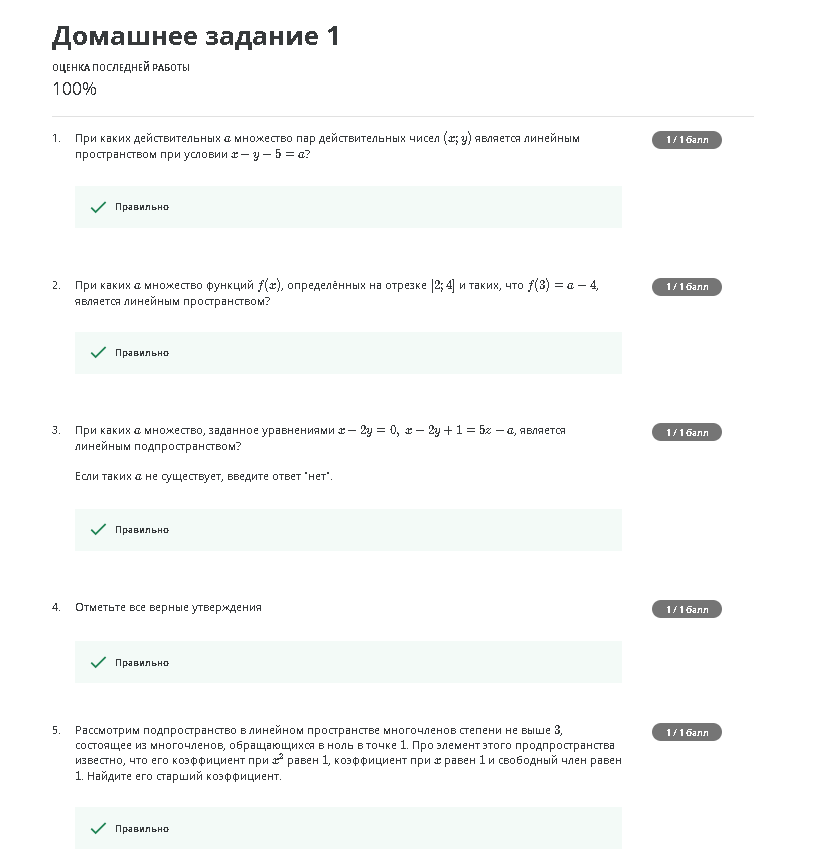 Домашнее задание 1
ОЦЕНКА ПОСЛЕДНЕЙ РАБОТЫ
100%
1. При каких действительных a множество пар действительных чисел (x; y) является линейным 1 / 1 балл
пространством при условии x − y − 5 = a?
Правильно
2. При каких a множество функций f(x), определённых на отрезке [2; 4] и таких, что f(3) = a − 4, 1 / 1 балл
является линейным пространством?
Правильно
3. При каких a множество, заданное уравнениями x − 2y = 0, x − 2y + 1 = 5z − a, является 1 / 1 балл
линейным подпространством?
Если таких a не существует, введите ответ "нет".
Правильно
4. Отметьте все верные утверждения 1 / 1 балл
Правильно
5. Рассмотрим подпространство в линейном пространстве многочленов степени не выше 3, 1 / 1 балл
состоящее из многочленов, обращающихся в ноль в точке 1. Про элемент этого продпространства
известно, что его коэффициент при x² равен 1, коэффициент при x равен 1 и свободный член равен
1. Найдите его старший коэффициент.
Правильно